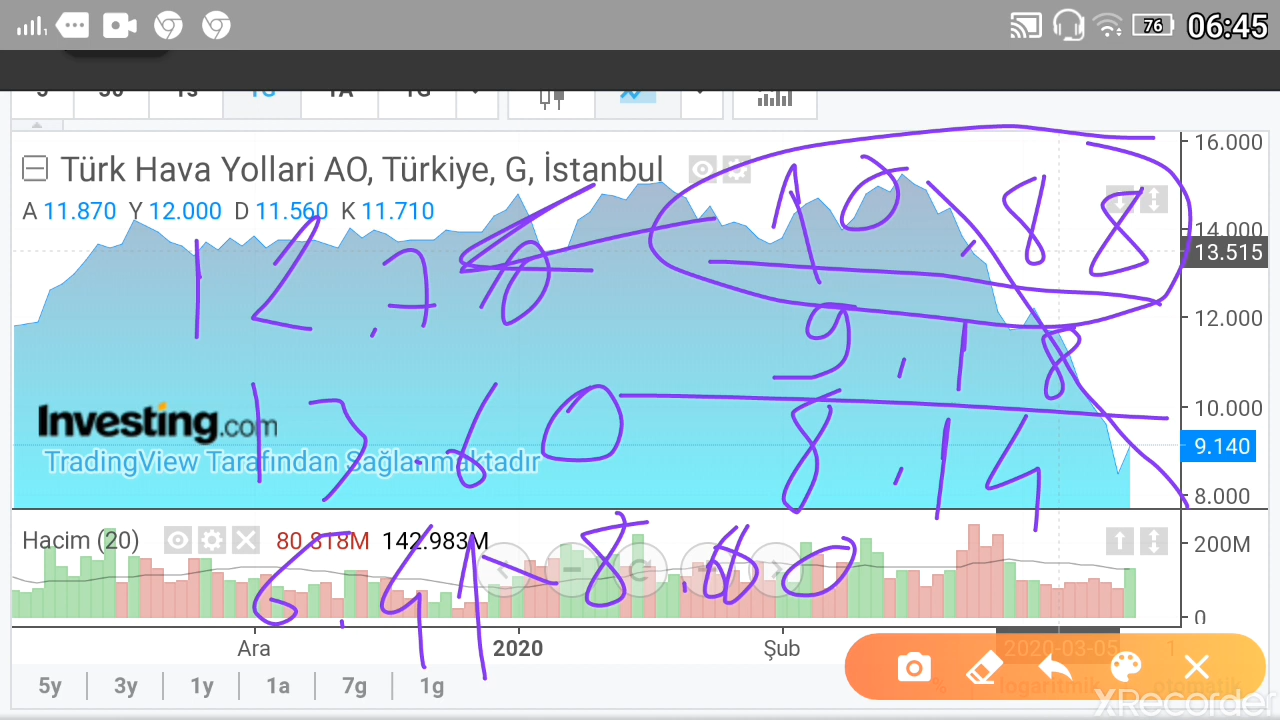 76 06:45
Türk Hava Yollari AO, Türkiye, G, İstanbul
A 11.870 Y 12.000 D 11.560 K 11.710
16.000
14.000
13.515
12.000
10.000
9.140
8.000
10.88
12.78
9.18
13.60
8.14
Investing.com
TradingView Tarafından Sağlanmaktadır
Hacim (20) 80.818M 142.983M
200M
0
8.60
Ara 2020 Şub 2020-03-05
5y 3y 1y 1a 7g 1g % logaritmik otomatik
XRecorder